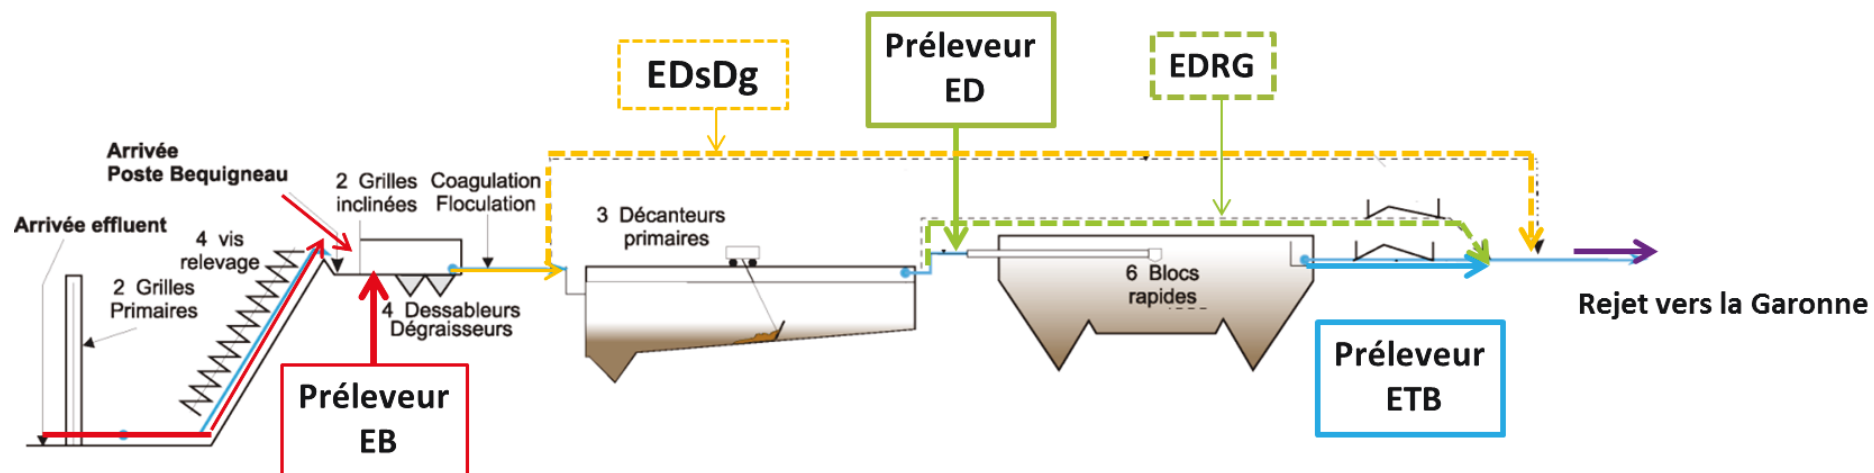 EDsDg
Préleveur
ED
EDRG
Arrivée
Poste Bequigneau
2 Grilles
inclinées
Coagulation
Floculation
3 Décanteurs
primaires
Arrivée effluent
4 vis
relevage
2 Grilles
Primaires
4 Dessableurs
Dégraisseurs
6 Blocs
rapides
Rejet vers la Garonne
Préleveur
EB
Préleveur
ETB